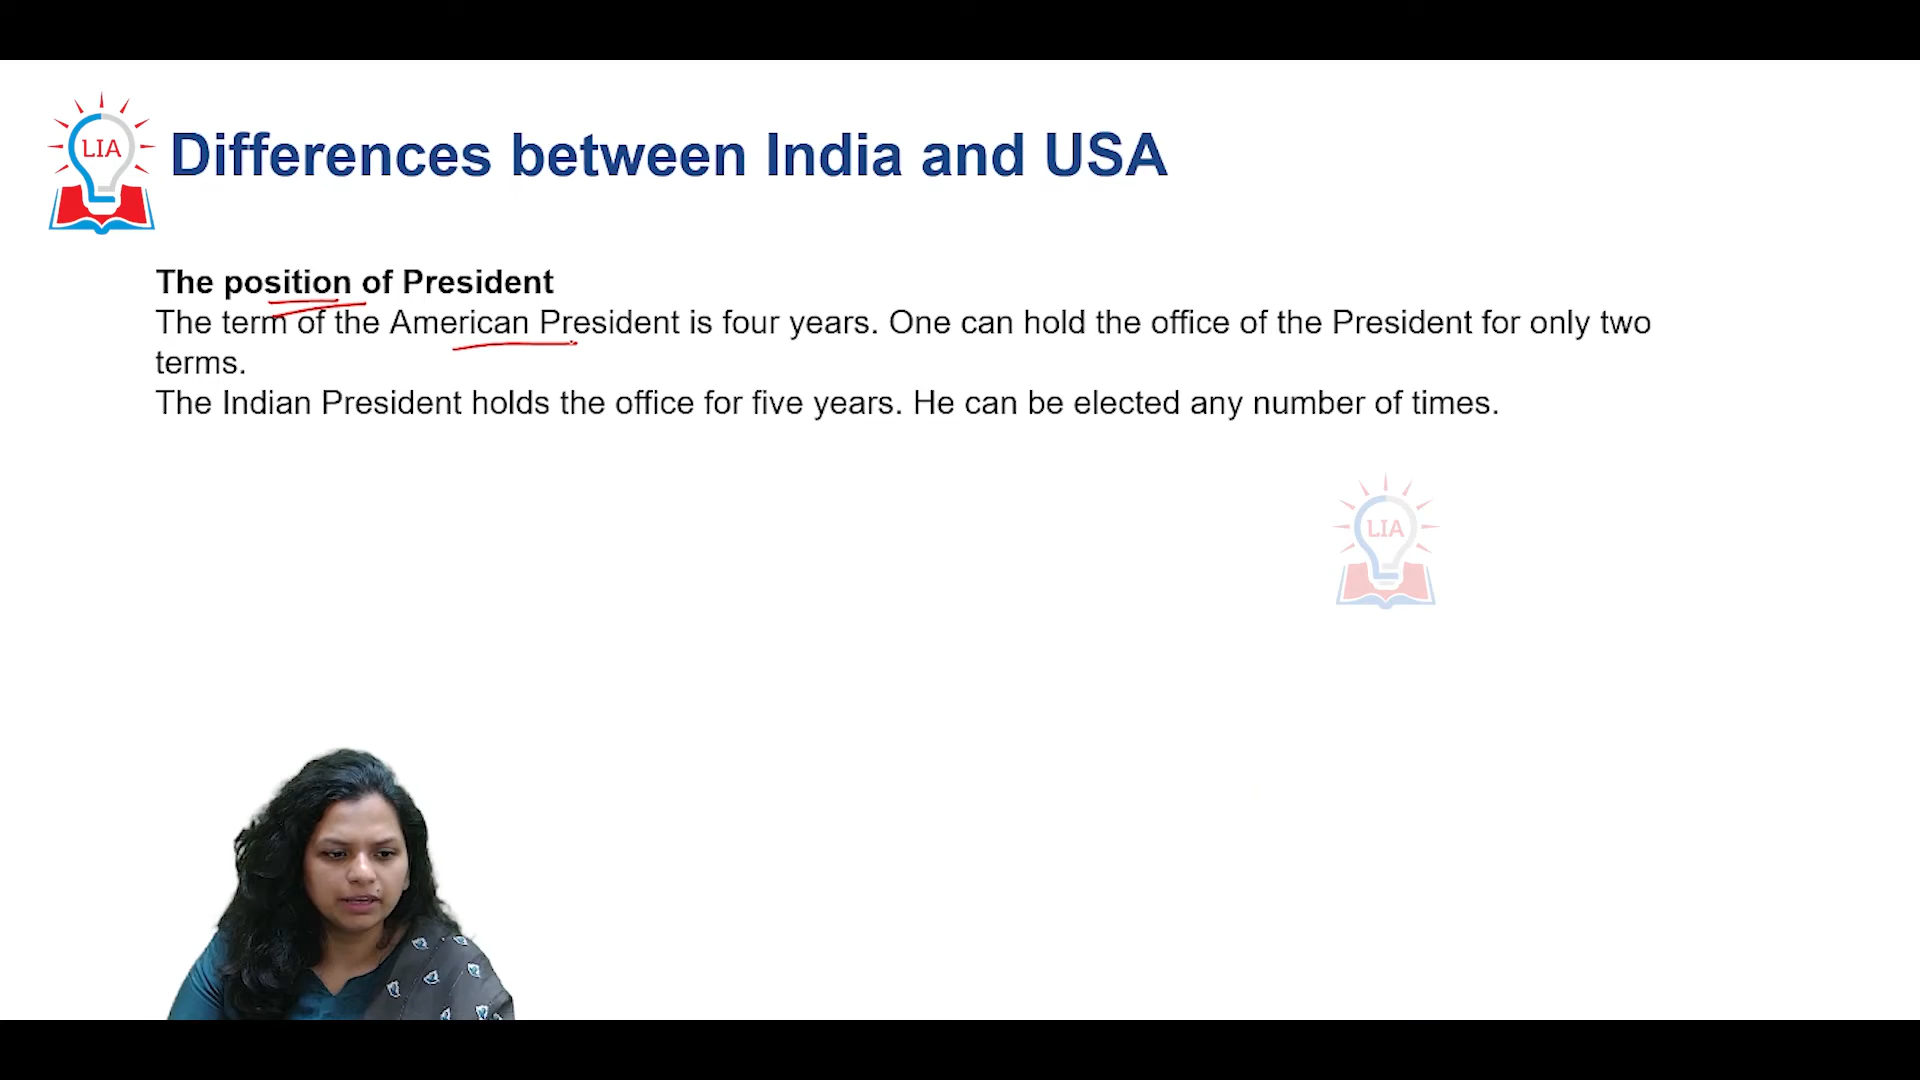 LIA
Differences between India and USA
The position of President
The term of the American President is four years. One can hold the office of the President for only two
terms.
The Indian President holds the office for five years. He can be elected any number of times.
LIA